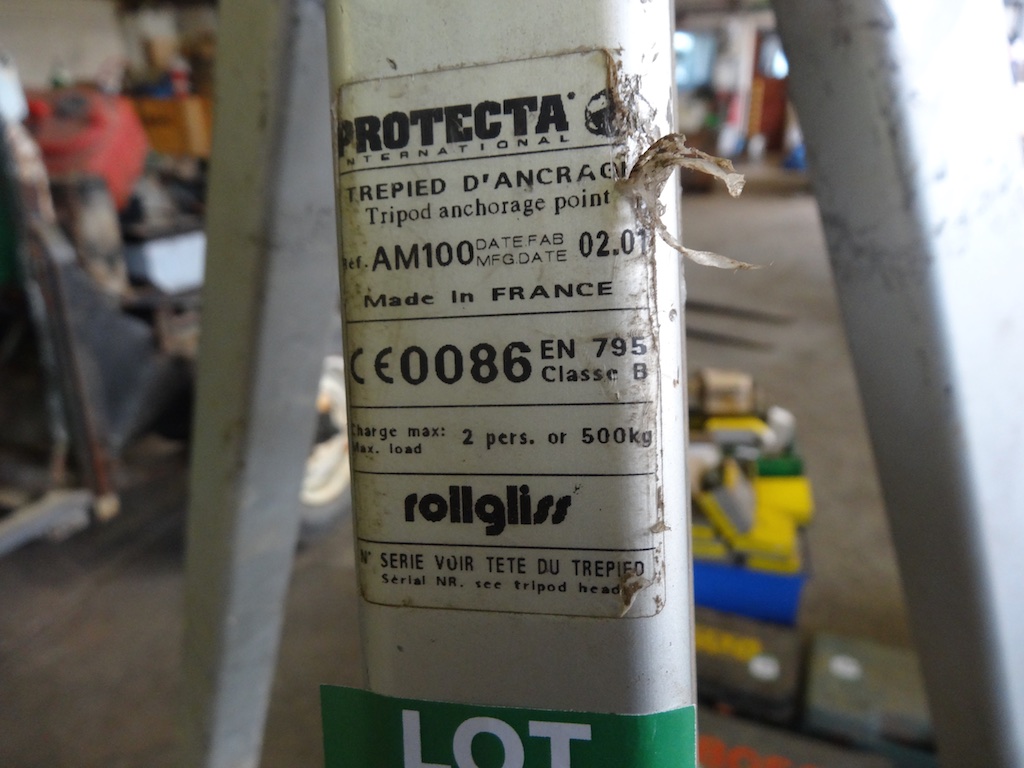 PROTECTA
INTERNATIONAL
TREPIED D'ANCRAG
Tripod anchorage point
Ref. AM100 DATE.FAB MFG.DATE 02.01
Made In FRANCE
CE0086 EN 795 Classe B
Charge max: Max. load 2 pers. or 500kg
rollgliss
N° SERIE VOIR TETE DU TREPIED
Serial NR. see tripod head
LOT